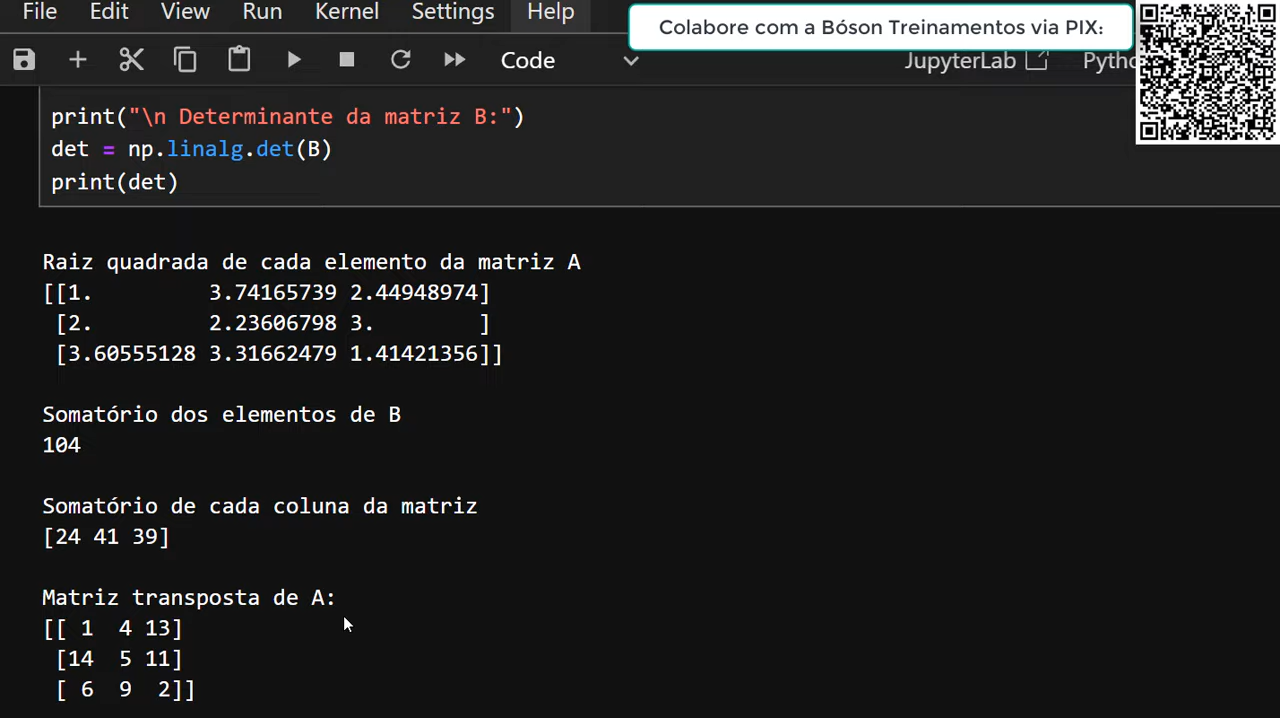 File Edit View Run Kernel Settings Help
Colabore com a Bóson Treinamentos via PIX:
Code JupyterLab Pytho
print("\n Determinante da matriz B:")
det = np.linalg.det(B)
print(det)
Raiz quadrada de cada elemento da matriz A
[[1.         3.74165739 2.44948974]
 [2.         2.23606798 3.        ]
 [3.60555128 3.31662479 1.41421356]]
Somatório dos elementos de B
104
Somatório de cada coluna da matriz
[24 41 39]
Matriz transposta de A:
[[ 1  4 13]
 [14  5 11]
 [ 6  9  2]]